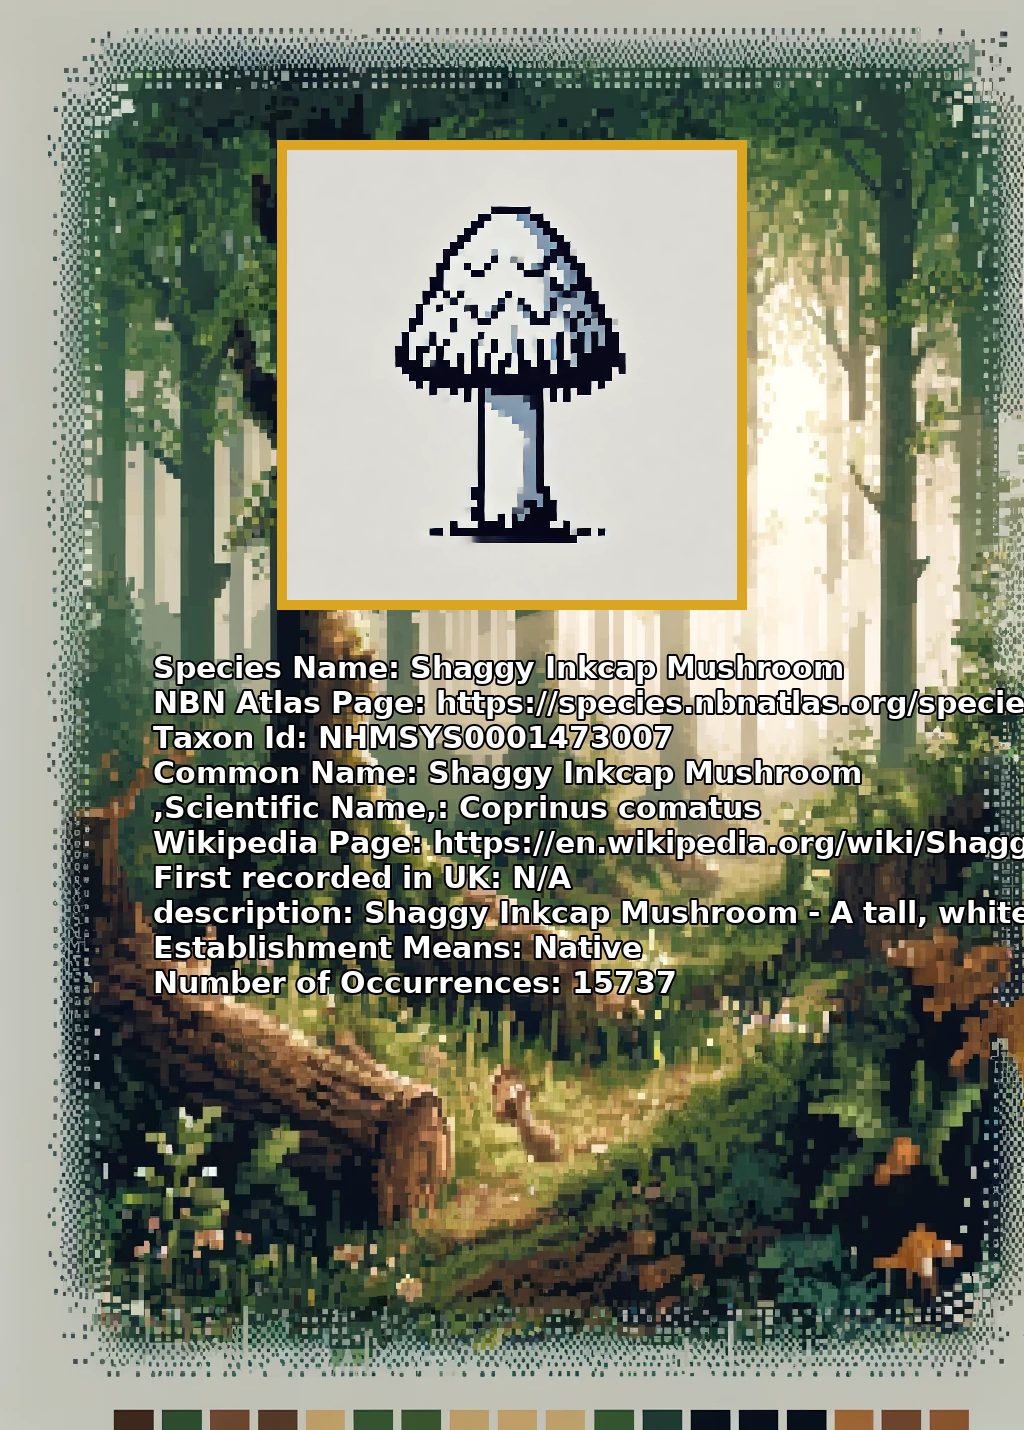 Species Name: Shaggy Inkcap Mushroom
NBN Atlas Page: https://species.nbnatlas.org/specie
Taxon Id: NHMSYS0001473007
Common Name: Shaggy Inkcap Mushroom
,Scientific Name,: Coprinus comatus
Wikipedia Page: https://en.wikipedia.org/wiki/Shagg
First recorded in UK: N/A
description: Shaggy Inkcap Mushroom - A tall, white
Establishment Means: Native
Number of Occurrences: 15737